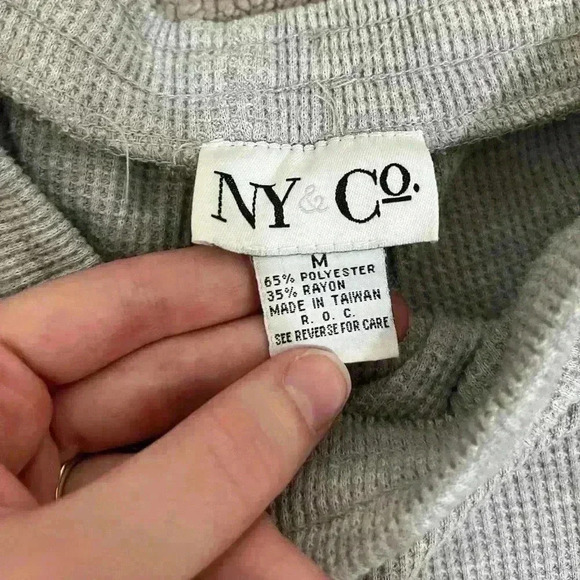 NY & Co.
M
65% POLYESTER
35% RAYON
MADE IN TAIWAN
R. O. C.
SEE REVERSE FOR CARE